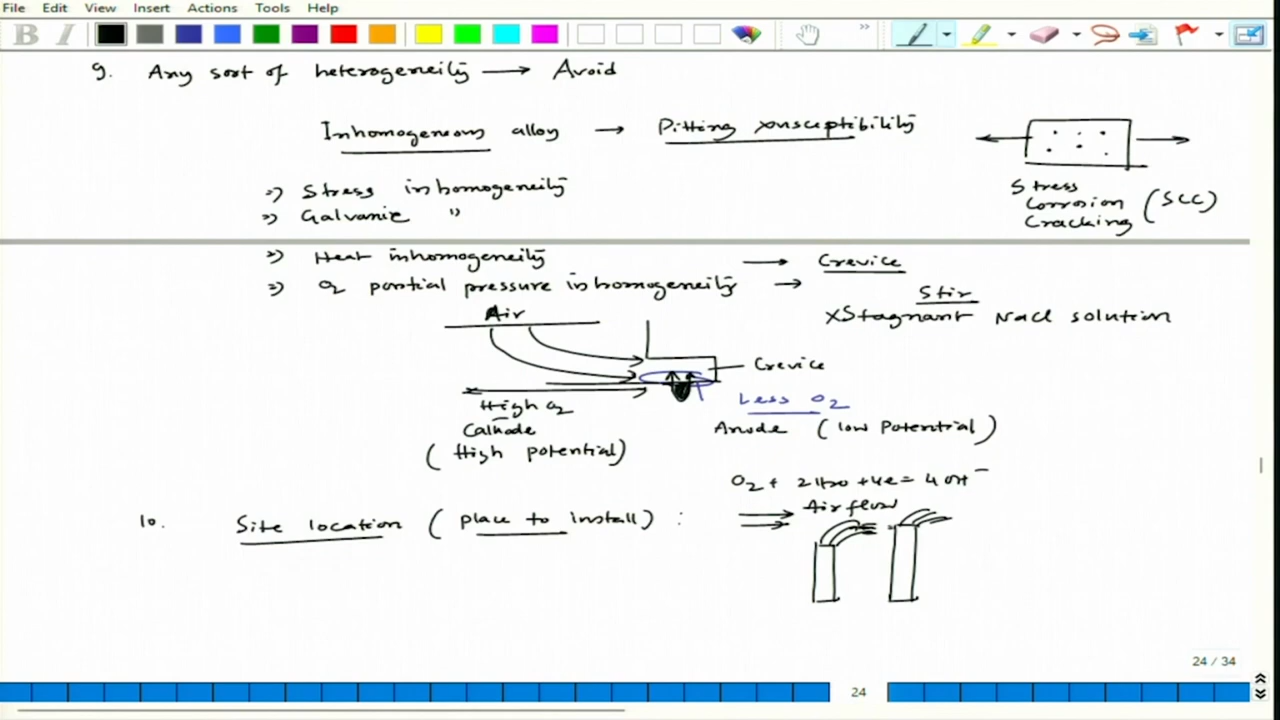 File Edit View Insert Actions Tools Help
B I
9. Any sort of heterogeneity → Avoid
Inhomogeneous alloy → Pitting susceptibility
Stress Corrosion Cracking (SCC)
⇒) Stress inhomogeneity
⇒) Galvanic "
⇒) Heat inhomogeneity → Crevice
⇒) O2 partial pressure inhomogeneity →
Stir
xStagnant NaCl solution
Air
Crevice
High O2
Cathode
(High potential)
Less O2
Anode (low potential)
O2 + 2H2O + 4e = 4OH⁻
10. Site location (place to install) :
Air flow
24 / 34
24